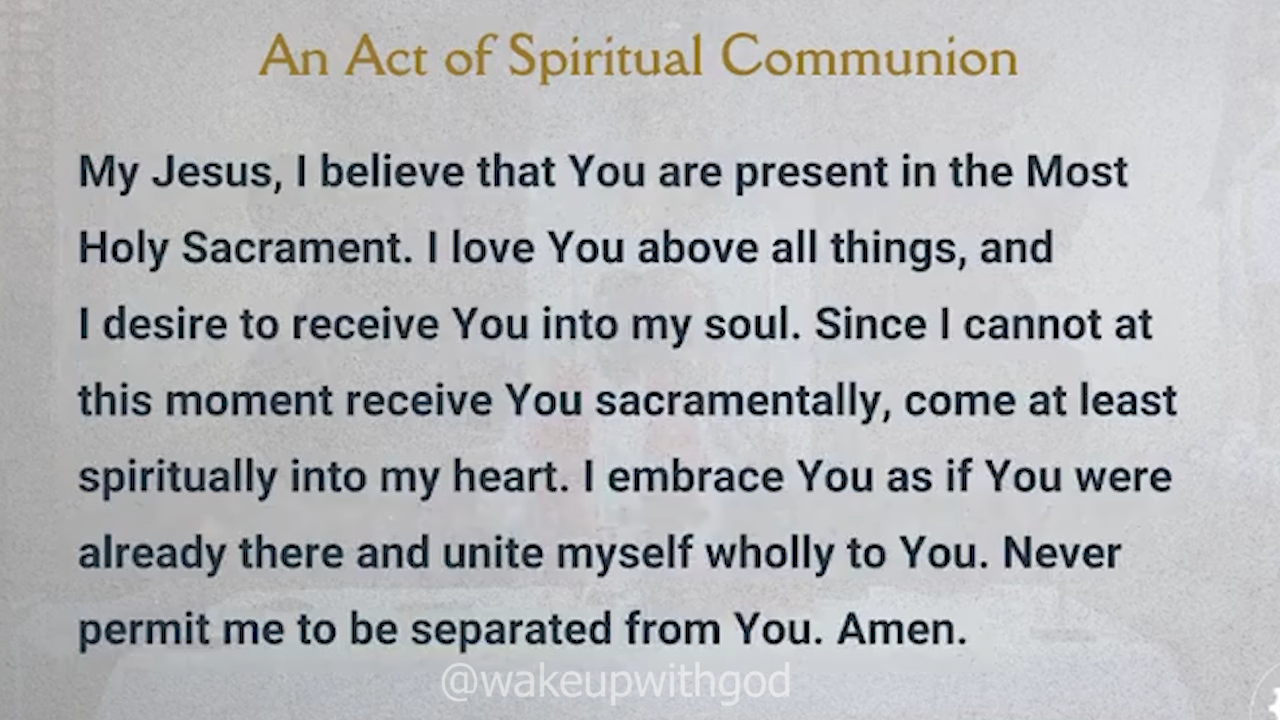 An Act of Spiritual Communion
My Jesus, I believe that You are present in the Most
Holy Sacrament. I love You above all things, and
I desire to receive You into my soul. Since I cannot at
this moment receive You sacramentally, come at least
spiritually into my heart. I embrace You as if You were
already there and unite myself wholly to You. Never
permit me to be separated from You. Amen.
@wakeupwithgod